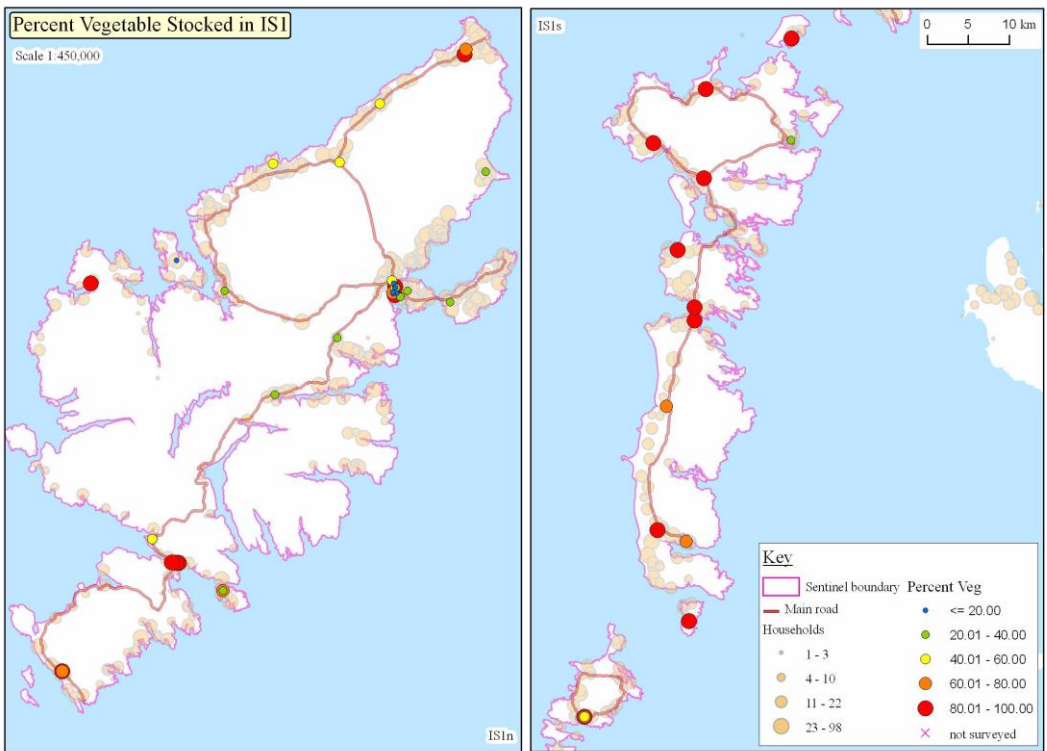 Percent Vegetable Stocked in IS1
Scale 1:450,000
IS1n
IS1s
0 5 10 km
Key
Sentinel boundary
Main road
Households
1 - 3
4 - 10
11 - 22
23 - 98
Percent Veg
<= 20.00
20.01 - 40.00
40.01 - 60.00
60.01 - 80.00
80.01 - 100.00
not surveyed